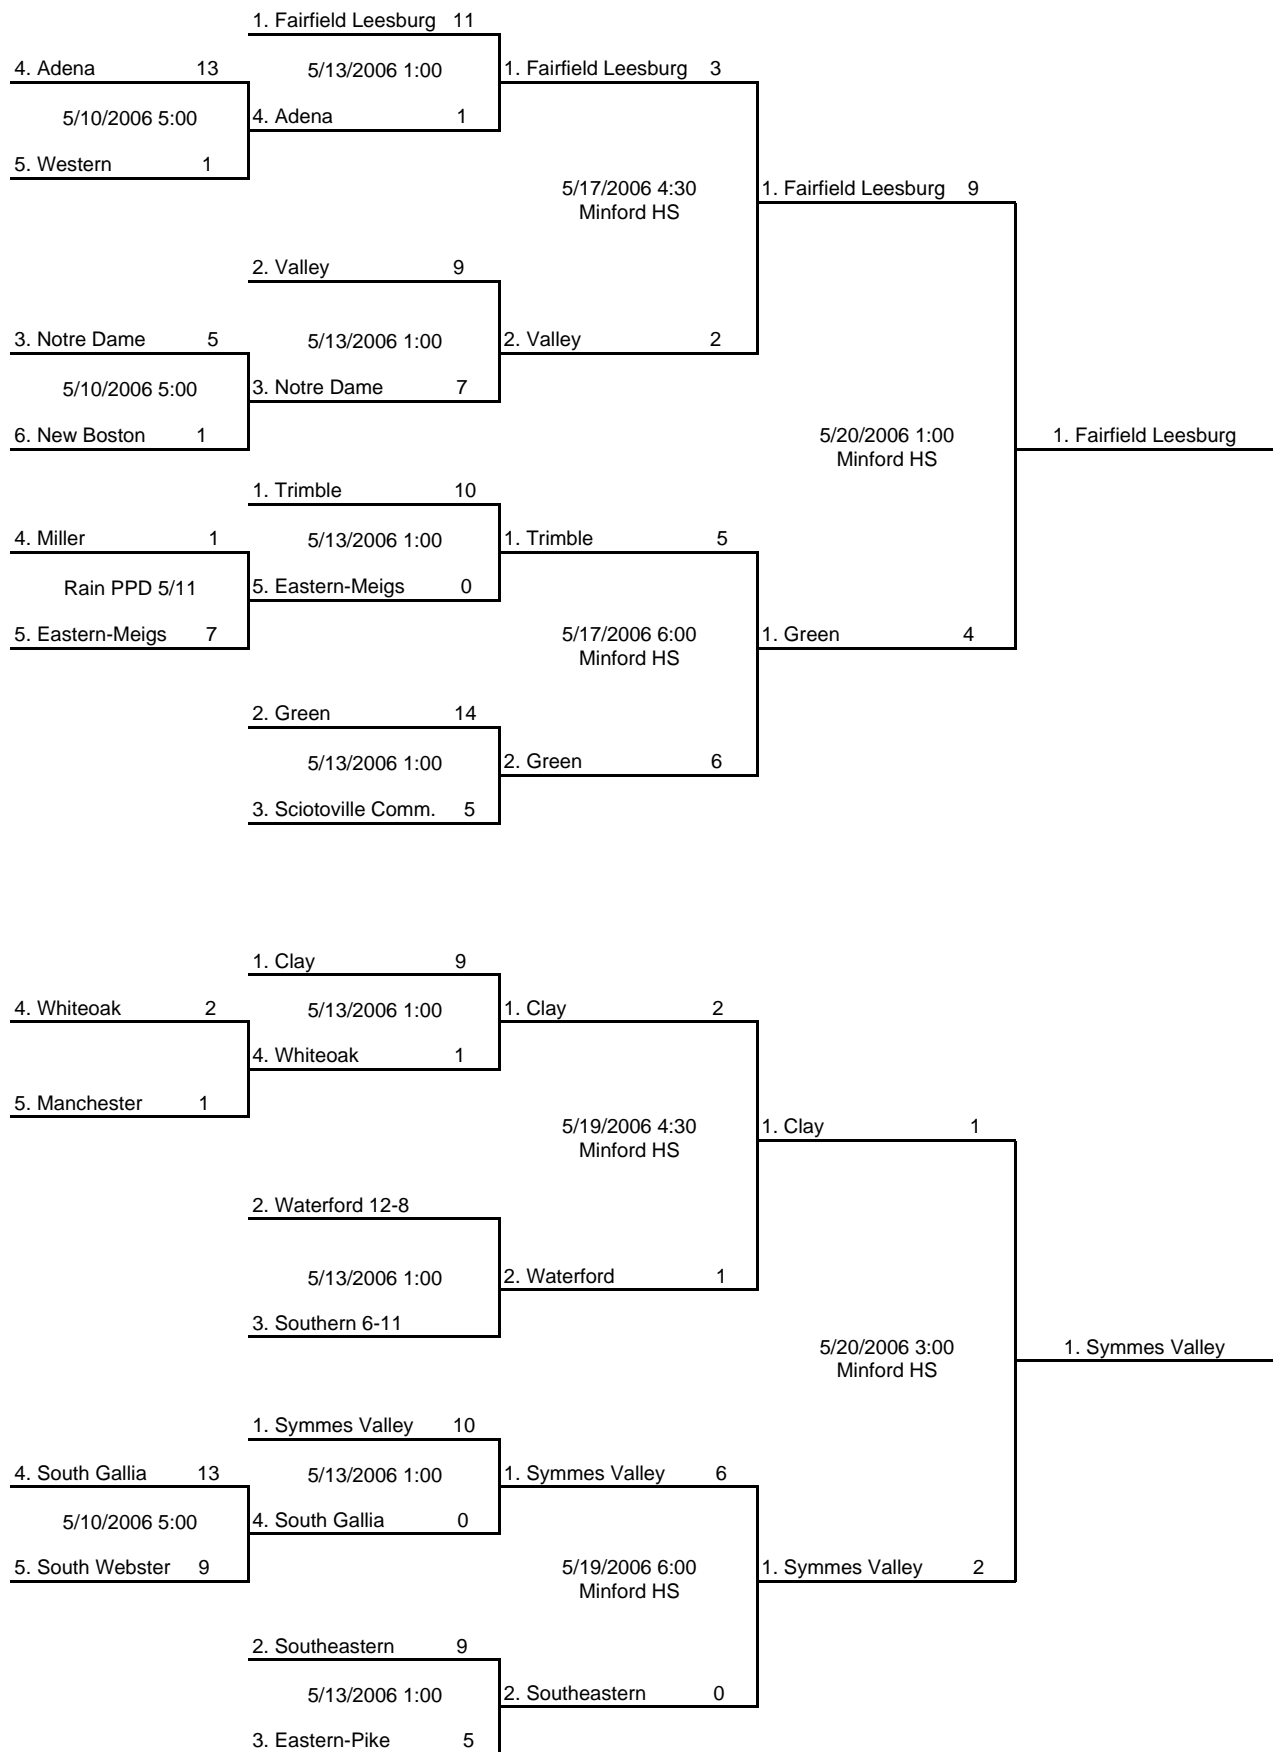 1. Fairfield Leesburg 11
4. Adena 13
5/13/2006 1:00
1. Fairfield Leesburg 3
5/10/2006 5:00
4. Adena 1
5. Western 1
5/17/2006 4:30
Minford HS
1. Fairfield Leesburg 9
2. Valley 9
3. Notre Dame 5
5/13/2006 1:00
2. Valley 2
5/10/2006 5:00
3. Notre Dame 7
6. New Boston 1
5/20/2006 1:00
Minford HS
1. Fairfield Leesburg
1. Trimble 10
4. Miller 1
5/13/2006 1:00
1. Trimble 5
Rain PPD 5/11
5. Eastern-Meigs 0
5. Eastern-Meigs 7
5/17/2006 6:00
Minford HS
1. Green 4
2. Green 14
5/13/2006 1:00
2. Green 6
3. Sciotoville Comm. 5
1. Clay 9
4. Whiteoak 2
5/13/2006 1:00
1. Clay 2
4. Whiteoak 1
5. Manchester 1
5/19/2006 4:30
Minford HS
1. Clay 1
2. Waterford 12-8
5/13/2006 1:00
2. Waterford 1
3. Southern 6-11
5/20/2006 3:00
Minford HS
1. Symmes Valley
1. Symmes Valley 10
4. South Gallia 13
5/13/2006 1:00
1. Symmes Valley 6
5/10/2006 5:00
4. South Gallia 0
5. South Webster 9
5/19/2006 6:00
Minford HS
1. Symmes Valley 2
2. Southeastern 9
5/13/2006 1:00
2. Southeastern 0
3. Eastern-Pike 5